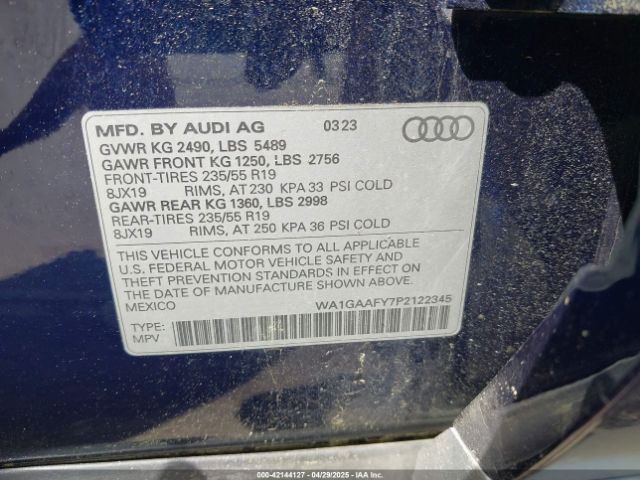 MFD. BY AUDI AG 03 23
GVWR KG 2490, LBS 5489
GAWR FRONT KG 1250, LBS 2756
FRONT-TIRES 235/55 R19
8JX19 RIMS, AT 230 KPA 33 PSI COLD
GAWR REAR KG 1360, LBS 2998
REAR-TIRES 235/55 R19
8JX19 RIMS, AT 250 KPA 36 PSI COLD
THIS VEHICLE CONFORMS TO ALL APPLICABLE
U.S. FEDERAL MOTOR VEHICLE SAFETY AND
THEFT PREVENTION STANDARDS IN EFFECT ON
THE DATE OF MANUFACTURE SHOWN ABOVE.
MEXICO WA1GAAFY7P2122345
TYPE:
MPV
000-42144127 - 04/29/2025 - IAAI.COM